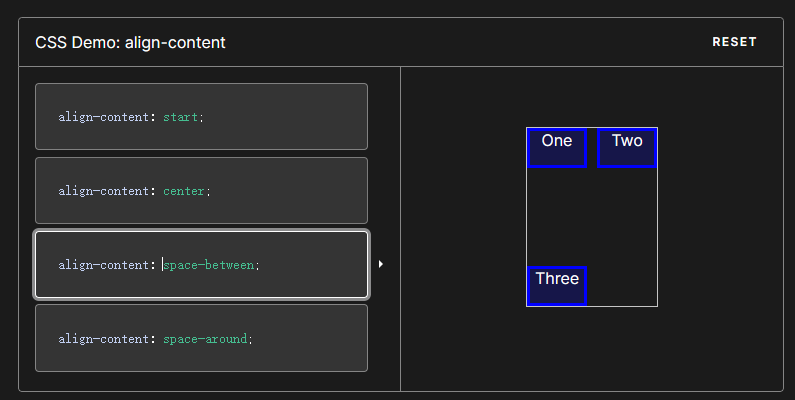 CSS Demo: align-content
RESET
align-content: start;
align-content: center;
align-content: space-between;
align-content: space-around;
One Two
Three